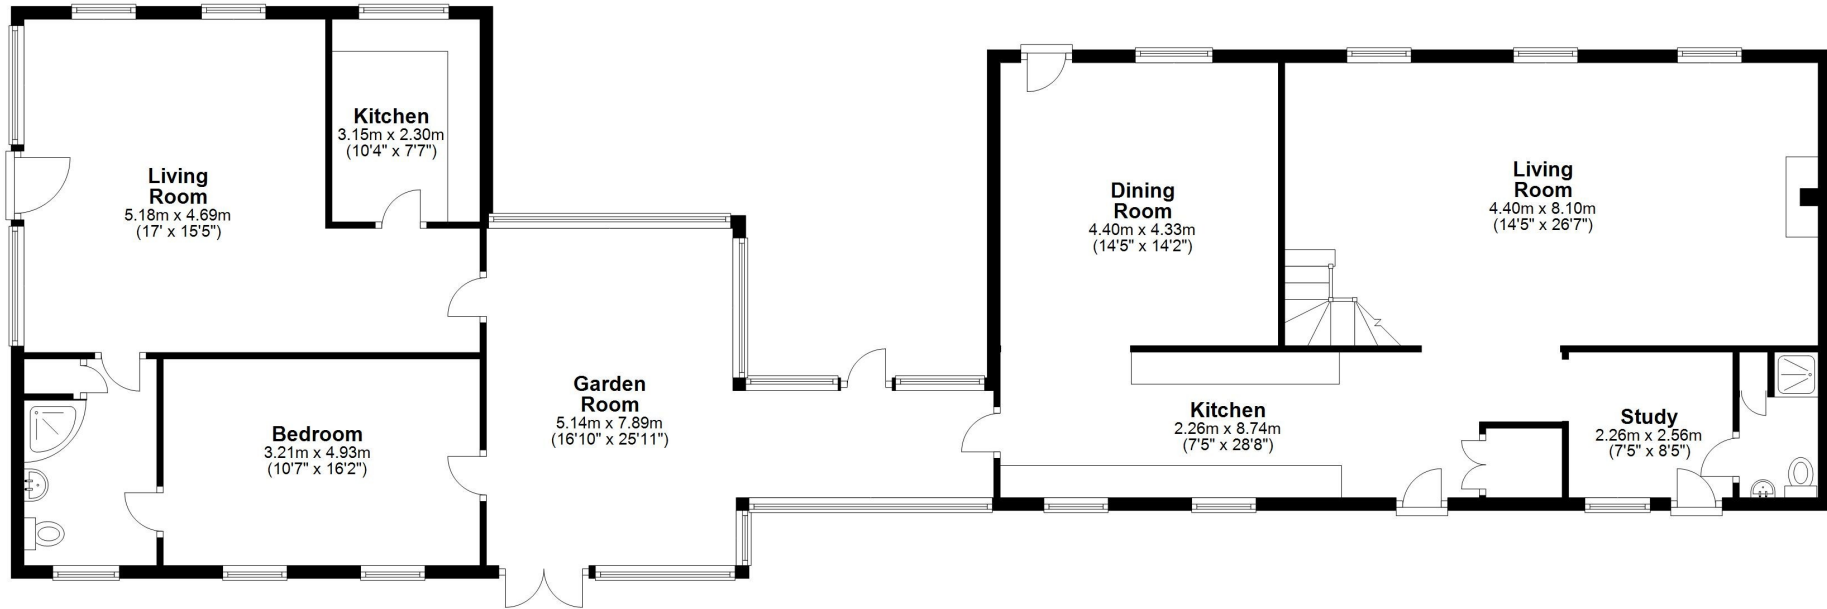 Living
Room
5.18m x 4.69m
(17' x 15'5")
Kitchen
3.15m x 2.30m
(10'4" x 7'7")
Bedroom
3.21m x 4.93m
(10'7" x 16'2")
Garden
Room
5.14m x 7.89m
(16'10" x 25'11")
Dining
Room
4.40m x 4.33m
(14'5" x 14'2")
Kitchen
2.26m x 8.74m
(7'5" x 28'8")
Living
Room
4.40m x 8.10m
(14'5" x 26'7")
Study
2.26m x 2.56m
(7'5" x 8'5")